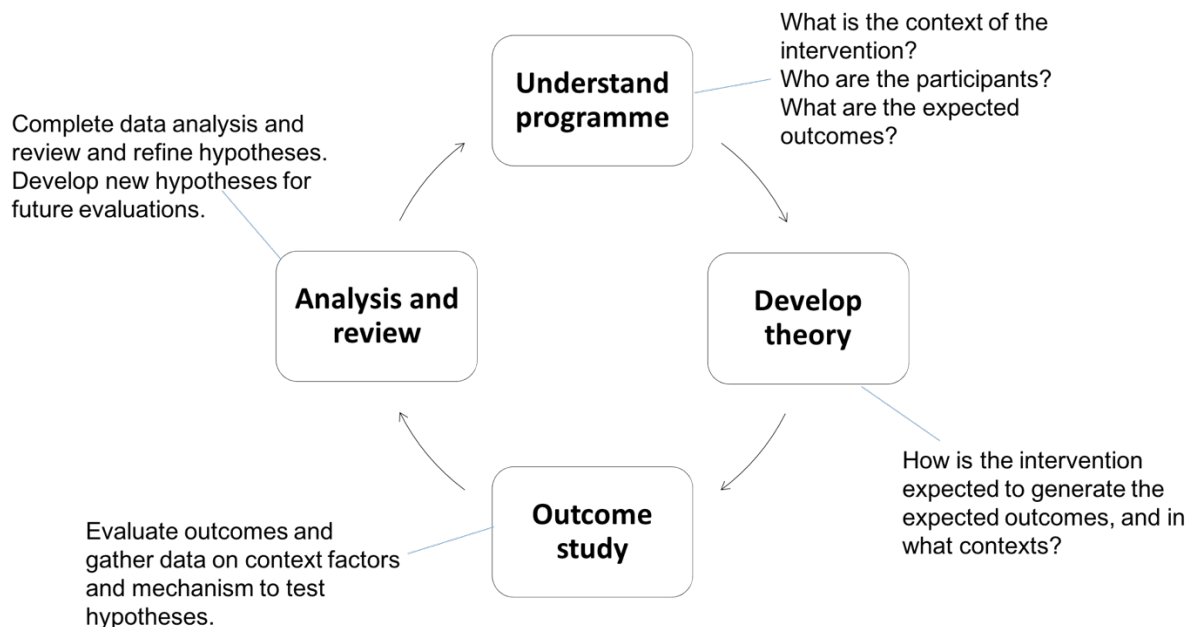 Understand
programme
What is the context of the
intervention?
Who are the participants?
What are the expected
outcomes?
Develop
theory
How is the intervention
expected to generate the
expected outcomes, and in
what contexts?
Outcome
study
Evaluate outcomes and
gather data on context factors
and mechanism to test
hypotheses.
Analysis and
review
Complete data analysis and
review and refine hypotheses.
Develop new hypotheses for
future evaluations.